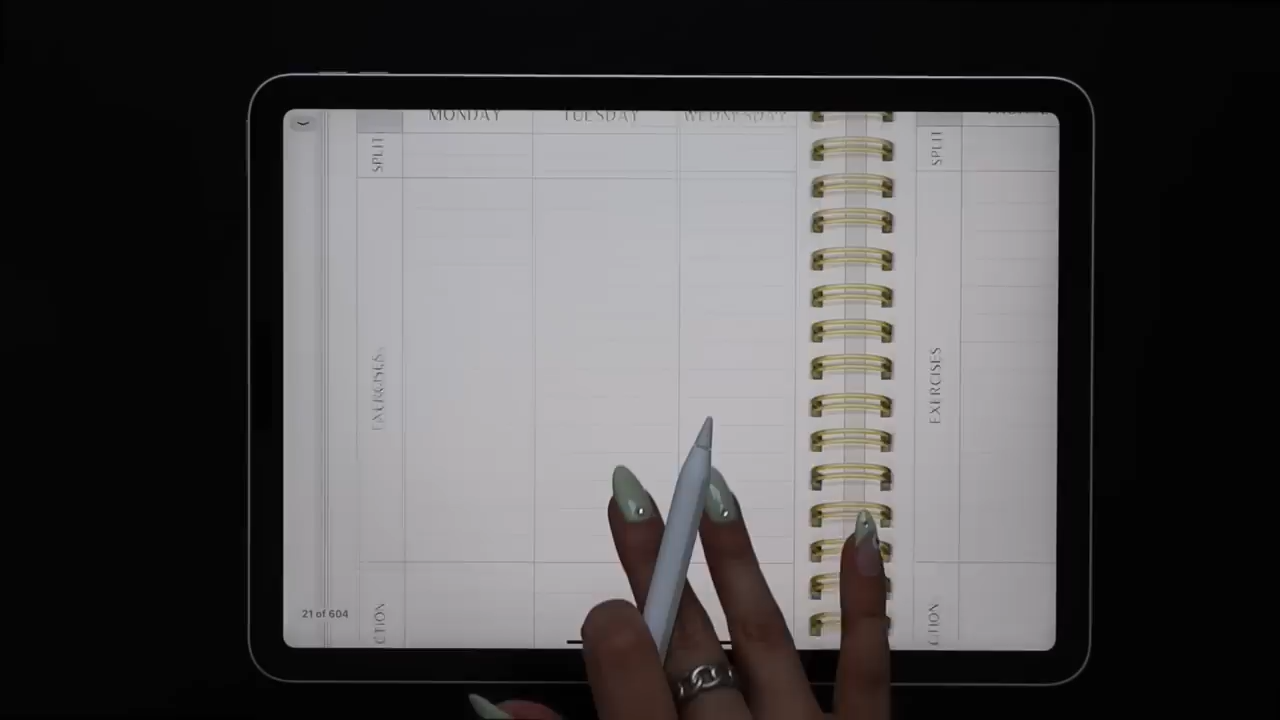 MONDAY TUESDAY WEDNESDAY
SPLIT SPLIT
EXERCISES EXERCISES
21 of 604